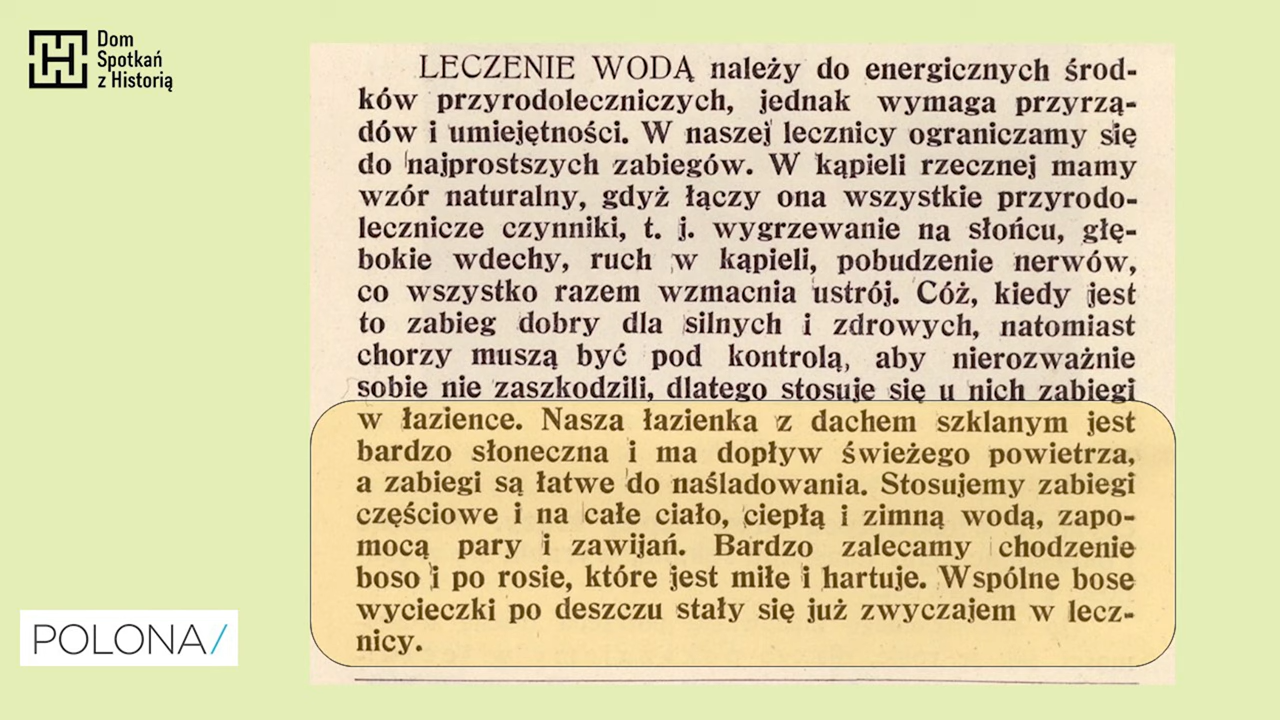 Dom
Spotkań
z Historią
LECZENIE WODĄ należy do energicznych środ-
ków przyrodoleczniczych, jednak wymaga przyrzą-
dów i umiejętności. W naszej lecznicy ograniczamy się
do najprostszych zabiegów. W kąpieli rzecznej mamy
wzór naturalny, gdyż łączy ona wszystkie przyrodo-
lecznicze czynniki, t. j. wygrzewanie na słońcu, głę-
bokie wdechy, ruch w kąpieli, pobudzenie nerwów,
co wszystko razem wzmacnia ustrój. Cóż, kiedy jest
to zabieg dobry dla silnych i zdrowych, natomiast
chorzy muszą być pod kontrolą, aby nierozważnie
sobie nie zaszkodzili, dlatego stosuje się u nich zabiegi
w łazience. Nasza łazienka z dachem szklanym jest
bardzo słoneczna i ma dopływ świeżego powietrza,
a zabiegi są łatwe do naśladowania. Stosujemy zabiegi
częściowe i na całe ciało, ciepłą i zimną wodą, zapo-
mocą pary i zawijań. Bardzo zalecamy chodzenie
boso i po rosie, które jest miłe i hartuje. Wspólne bose
wycieczki po deszczu stały się już zwyczajem w lecz-
nicy.
POLONA/